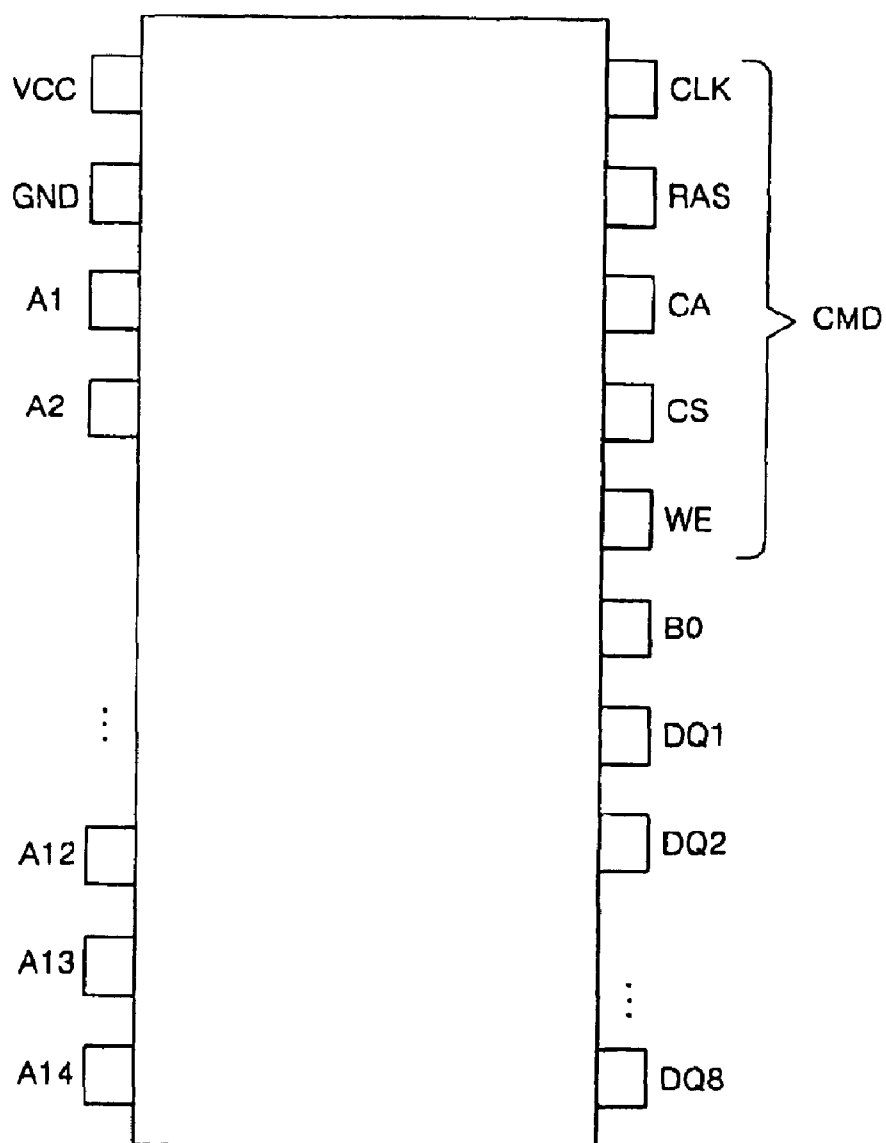 VCC
GND
A1
A2
⋮
A12
A13
A14
CLK
RAS
CA
CS
WE
CMD
B0
DQ1
DQ2
⋮
DQ8